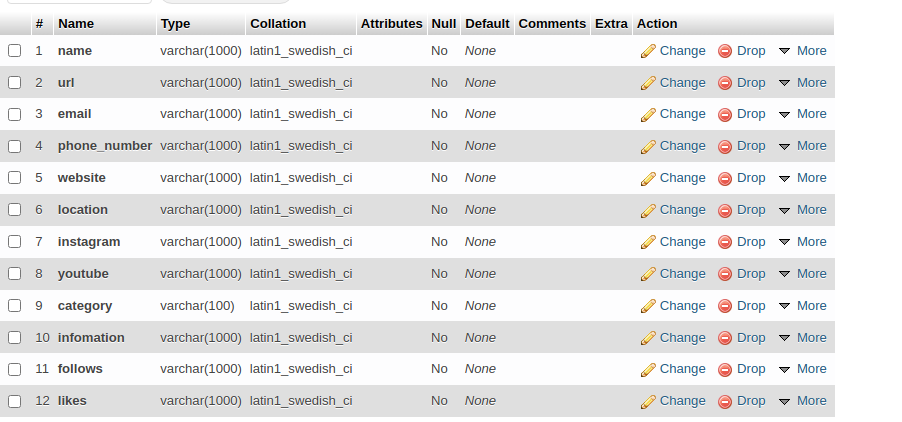 # Name Type Collation Attributes Null Default Comments Extra Action
1 name varchar(1000) latin1_swedish_ci No None Change Drop More
2 url varchar(1000) latin1_swedish_ci No None Change Drop More
3 email varchar(1000) latin1_swedish_ci No None Change Drop More
4 phone_number varchar(1000) latin1_swedish_ci No None Change Drop More
5 website varchar(1000) latin1_swedish_ci No None Change Drop More
6 location varchar(1000) latin1_swedish_ci No None Change Drop More
7 instagram varchar(1000) latin1_swedish_ci No None Change Drop More
8 youtube varchar(1000) latin1_swedish_ci No None Change Drop More
9 category varchar(100) latin1_swedish_ci No None Change Drop More
10 infomation varchar(1000) latin1_swedish_ci No None Change Drop More
11 follows varchar(1000) latin1_swedish_ci No None Change Drop More
12 likes varchar(1000) latin1_swedish_ci No None Change Drop More